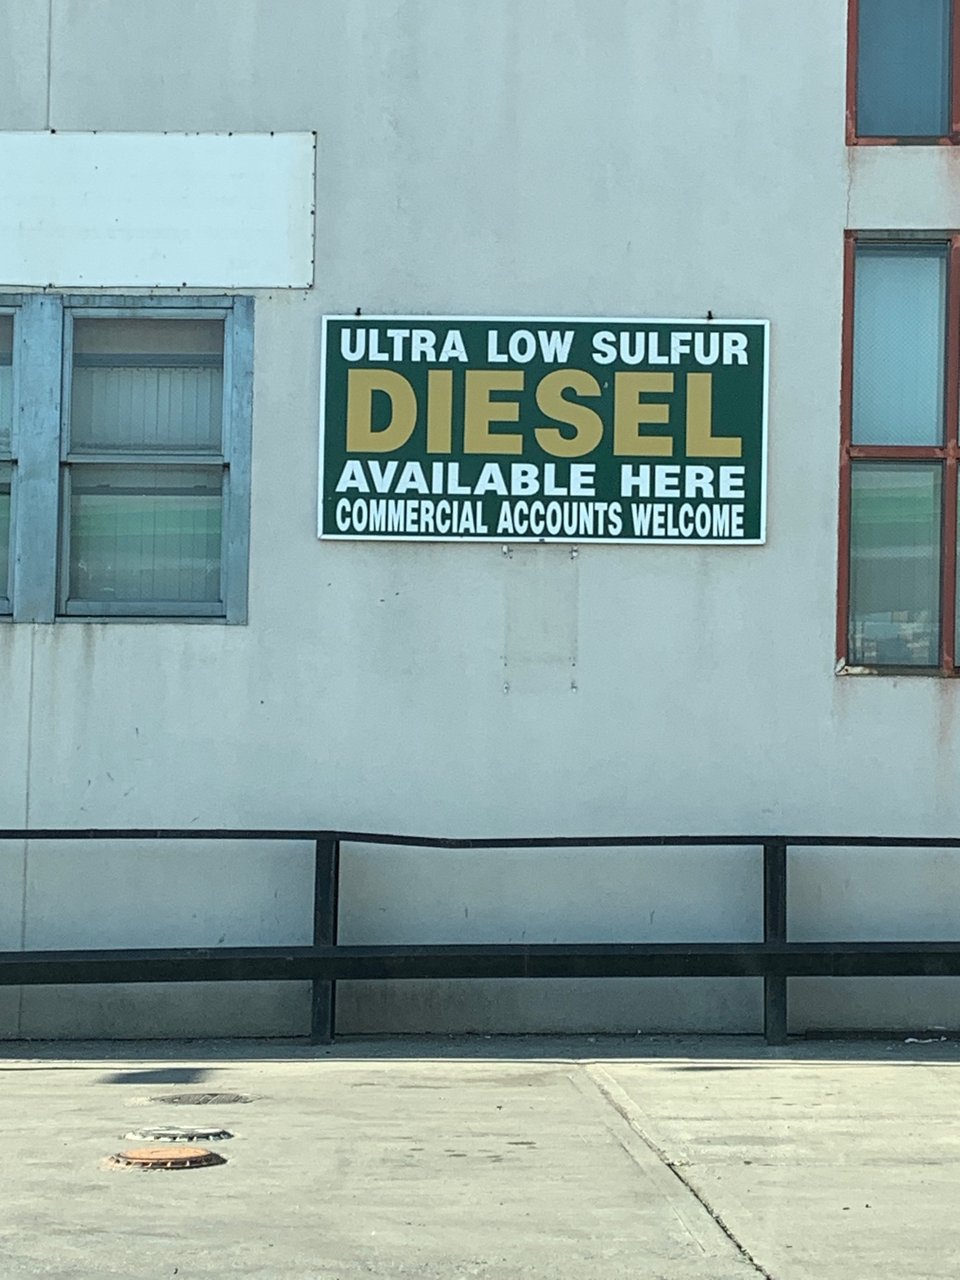 ULTRA LOW SULFUR
DIESEL
AVAILABLE HERE
COMMERCIAL ACCOUNTS WELCOME